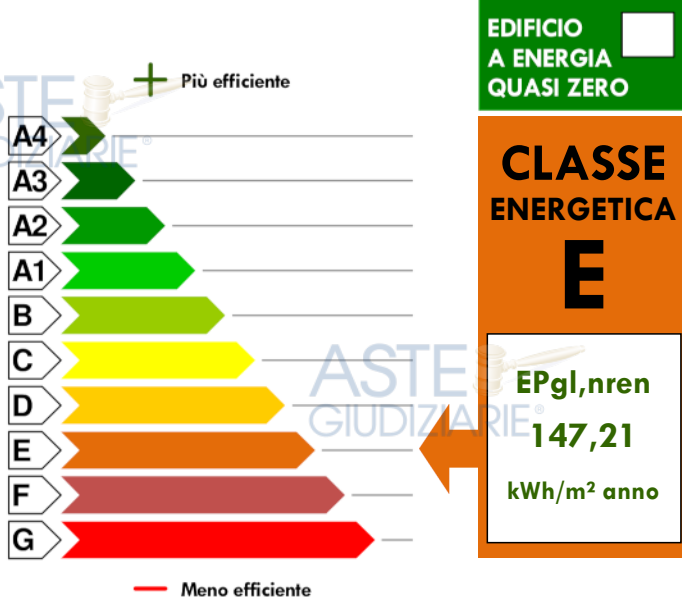 EDIFICIO
A ENERGIA
QUASI ZERO
Più efficiente
ASTE
GIUDIZIARIE®
A4
A3
A2
A1
B
C
D
E
F
G
CLASSE
ENERGETICA
E
ASTE
GIUDIZIARIE®
EPgl,nren
147,21
kWh/m² anno
Meno efficiente